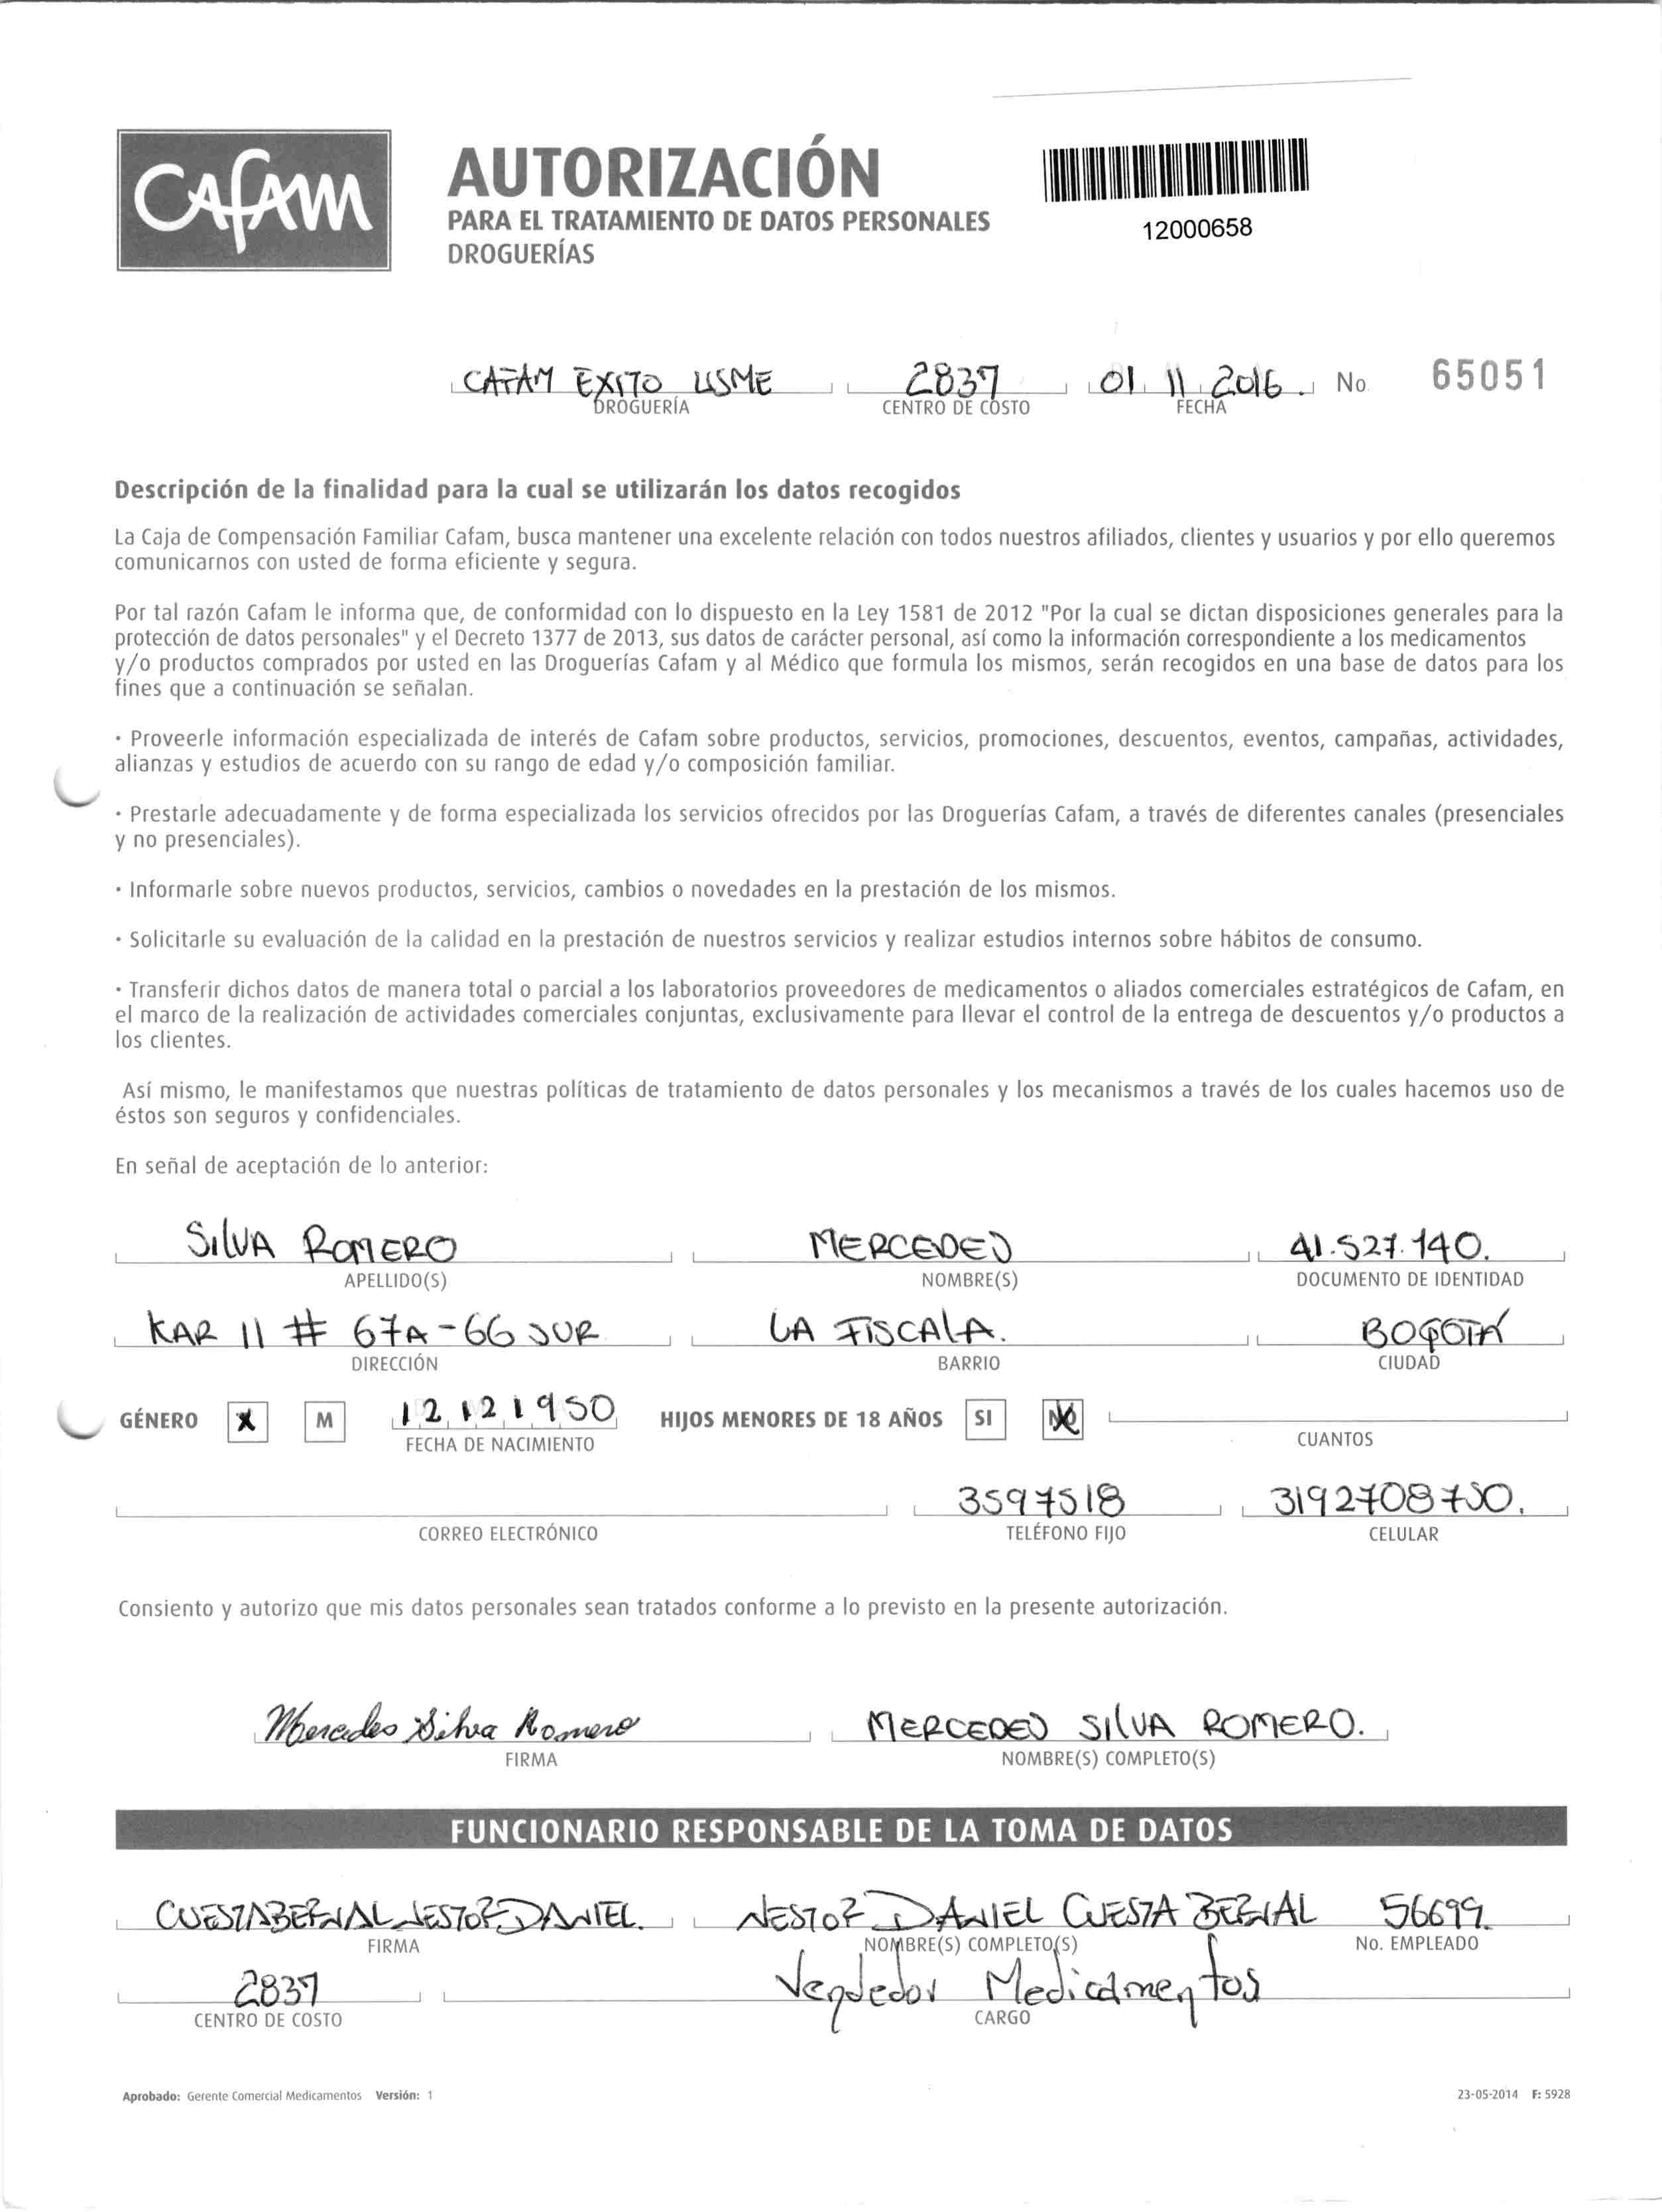 Cafam
AUTORIZACIÓN
PARA EL TRATAMIENTO DE DATOS PERSONALES
DROGUERÍAS
12000658
CAFAM EXITO USME 2837 01 11 2016. No. 65051
DROGUERÍA CENTRO DE COSTO FECHA
Descripción de la finalidad para la cual se utilizarán los datos recogidos
La Caja de Compensación Familiar Cafam, busca mantener una excelente relación con todos nuestros afiliados, clientes y usuarios y por ello queremos
comunicarnos con usted de forma eficiente y segura.
Por tal razón Cafam le informa que, de conformidad con lo dispuesto en la Ley 1581 de 2012 "Por la cual se dictan disposiciones generales para la
protección de datos personales" y el Decreto 1377 de 2013, sus datos de carácter personal, así como la información correspondiente a los medicamentos
y/o productos comprados por usted en las Droguerías Cafam y al Médico que formula los mismos, serán recogidos en una base de datos para los
fines que a continuación se señalan.
· Proveerle información especializada de interés de Cafam sobre productos, servicios, promociones, descuentos, eventos, campañas, actividades,
alianzas y estudios de acuerdo con su rango de edad y/o composición familiar.
· Prestarle adecuadamente y de forma especializada los servicios ofrecidos por las Droguerías Cafam, a través de diferentes canales (presenciales
y no presenciales).
· Informarle sobre nuevos productos, servicios, cambios o novedades en la prestación de los mismos.
· Solicitarle su evaluación de la calidad en la prestación de nuestros servicios y realizar estudios internos sobre hábitos de consumo.
· Transferir dichos datos de manera total o parcial a los laboratorios proveedores de medicamentos o aliados comerciales estratégicos de Cafam, en
el marco de la realización de actividades comerciales conjuntas, exclusivamente para llevar el control de la entrega de descuentos y/o productos a
los clientes.
Así mismo, le manifestamos que nuestras políticas de tratamiento de datos personales y los mecanismos a través de los cuales hacemos uso de
éstos son seguros y confidenciales.
En señal de aceptación de lo anterior:
SilVA ROMERO MERCEDES 41.527.140.
APELLIDO(S) NOMBRE(S) DOCUMENTO DE IDENTIDAD
KAR 11 # 67A-66 SUR LA FISCALA. BOGOTÁ
DIRECCIÓN BARRIO CIUDAD
GÉNERO X M 12 12 1950 HIJOS MENORES DE 18 AÑOS SI NO
FECHA DE NACIMIENTO CUANTOS
3597518 3192708750.
CORREO ELECTRÓNICO TELÉFONO FIJO CELULAR
Consiento y autorizo que mis datos personales sean tratados conforme a lo previsto en la presente autorización.
Mercedes Silva Romero MERCEDES SILVA ROMERO.
FIRMA NOMBRE(S) COMPLETO(S)
FUNCIONARIO RESPONSABLE DE LA TOMA DE DATOS
CUESTA BERNAL NESTOR DANIEL. NESTOR DANIEL CUESTA BERNAL 56699.
FIRMA NOMBRE(S) COMPLETO(S) No. EMPLEADO
2837 Vendedor Medicamentos
CENTRO DE COSTO CARGO
Aprobado: Gerente Comercial Medicamentos Versión: 1 23-05-2014 F: 5928